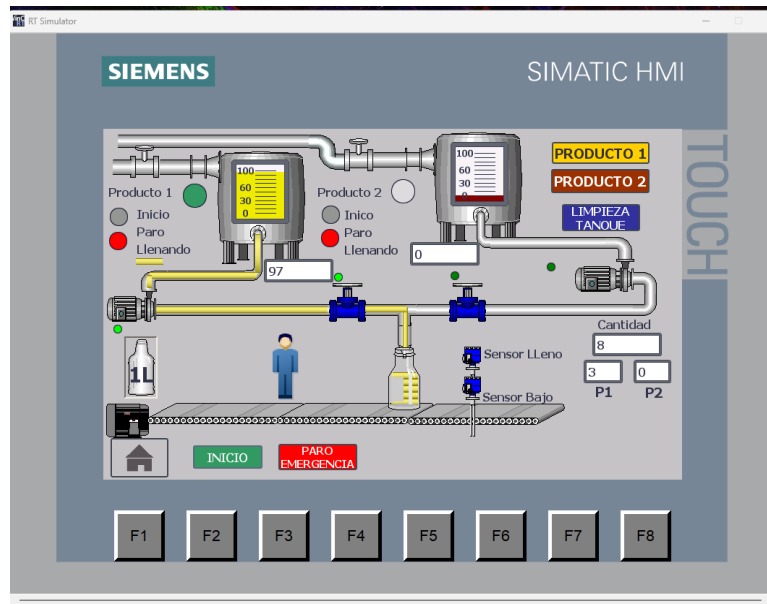 RT Simulator
SIEMENS
SIMATIC HMI
TOUCH
100
60
30
0
100
60
30
0
PRODUCTO 1
PRODUCTO 2
LIMPIEZA
TANQUE
Producto 1
Inicio
Paro
Llenando
Producto 2
Inico
Paro
Llenando
97
0
Cantidad
8
3
0
P1
P2
1L
Sensor LLeno
Sensor Bajo
INICIO
PARO
EMERGENCIA
F1
F2
F3
F4
F5
F6
F7
F8